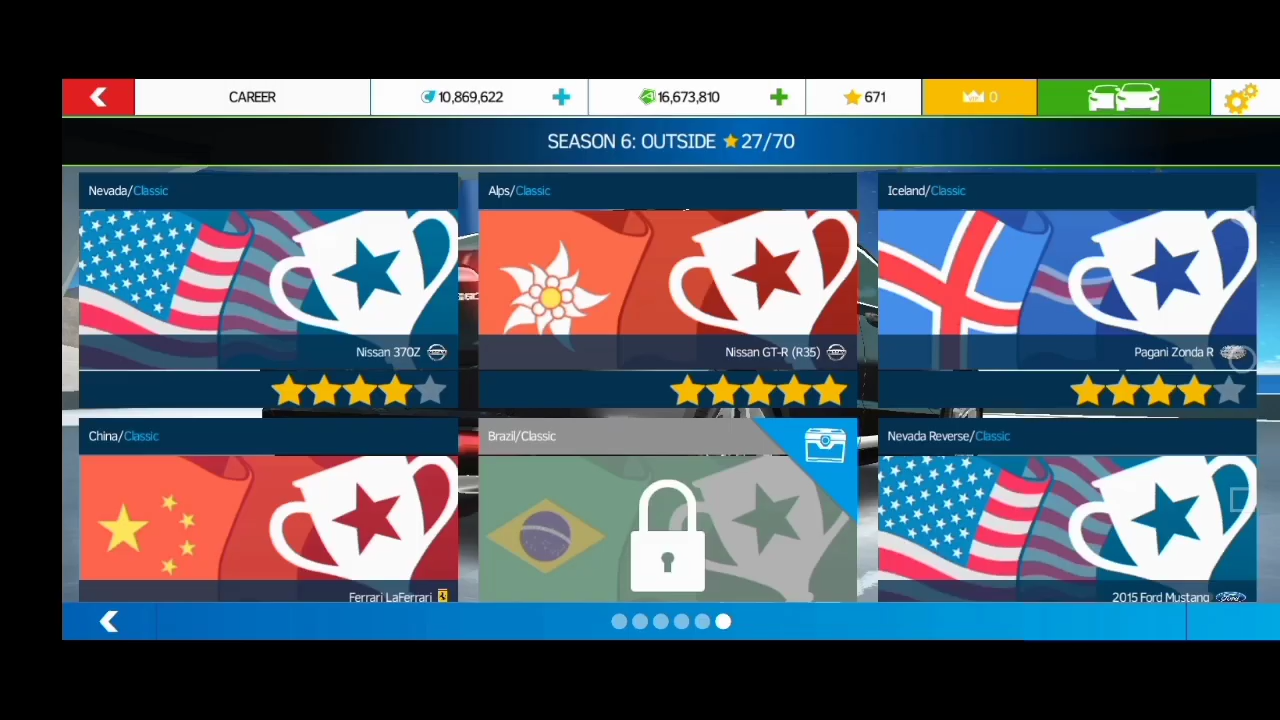 CAREER
10,869,622
16,673,810
671
VIP 0
SEASON 6: OUTSIDE 27/70
Nevada/Classic
Alps/Classic
Iceland/Classic
Nissan 370Z
Nissan GT-R (R35)
Pagani Zonda R
China/Classic
Brazil/Classic
Nevada Reverse/Classic
Ferrari LaFerrari
2015 Ford Mustang